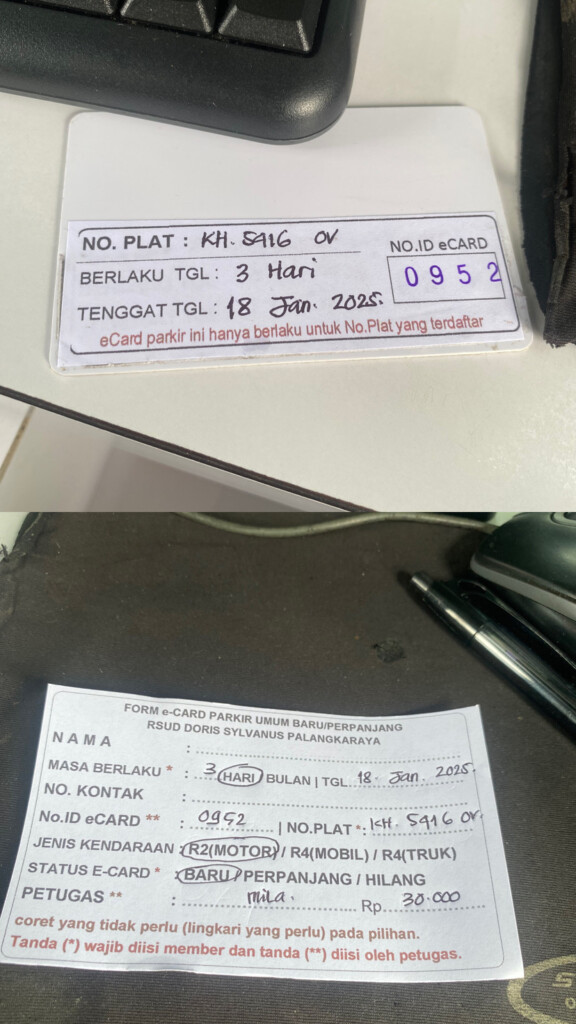 NO. PLAT : KH. 5916 OV
NO.ID eCARD
BERLAKU TGL : 3 Hari
0952
TENGGAT TGL : 18 Jan. 2025.
eCard parkir ini hanya berlaku untuk No.Plat yang terdaftar
FORM e-CARD PARKIR UMUM BARU/PERPANJANG
RSUD DORIS SYLVANUS PALANGKARAYA
NAMA :
MASA BERLAKU * : 3 HARI BULAN | TGL. 18. Jan. 2025.
NO. KONTAK :
No.ID eCARD ** : 0952 | NO.PLAT *: KH. 5916 OV.
JENIS KENDARAAN : R2(MOTOR) / R4(MOBIL) / R4(TRUK)
STATUS E-CARD * : BARU / PERPANJANG / HILANG
PETUGAS ** : mila. Rp. 30.000
coret yang tidak perlu (lingkari yang perlu) pada pilihan.
Tanda (*) wajib diisi member dan tanda (**) diisi oleh petugas.